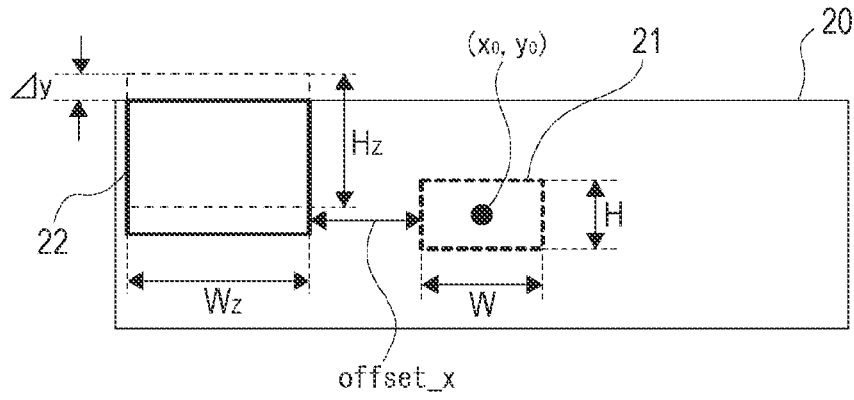 20
(x₀, y₀)
21
⊿y
Hz
H
22
Wz
W
offset_x